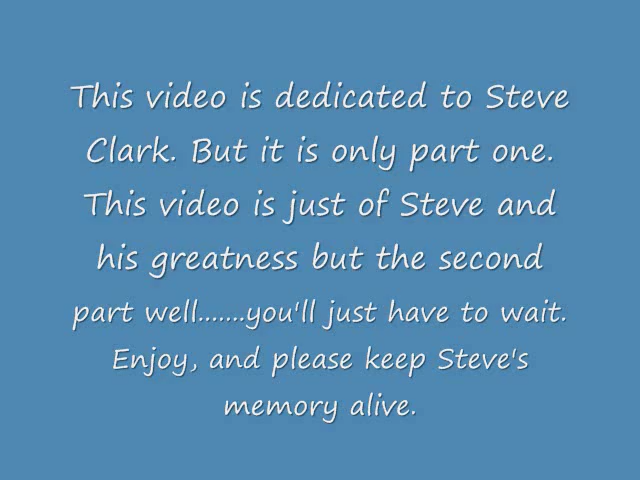 This video is dedicated to Steve
Clark. But it is only part one.
This video is just of Steve and
his greatness but the second
part well.......you'll just have to wait.
Enjoy, and please keep Steve's
memory alive.